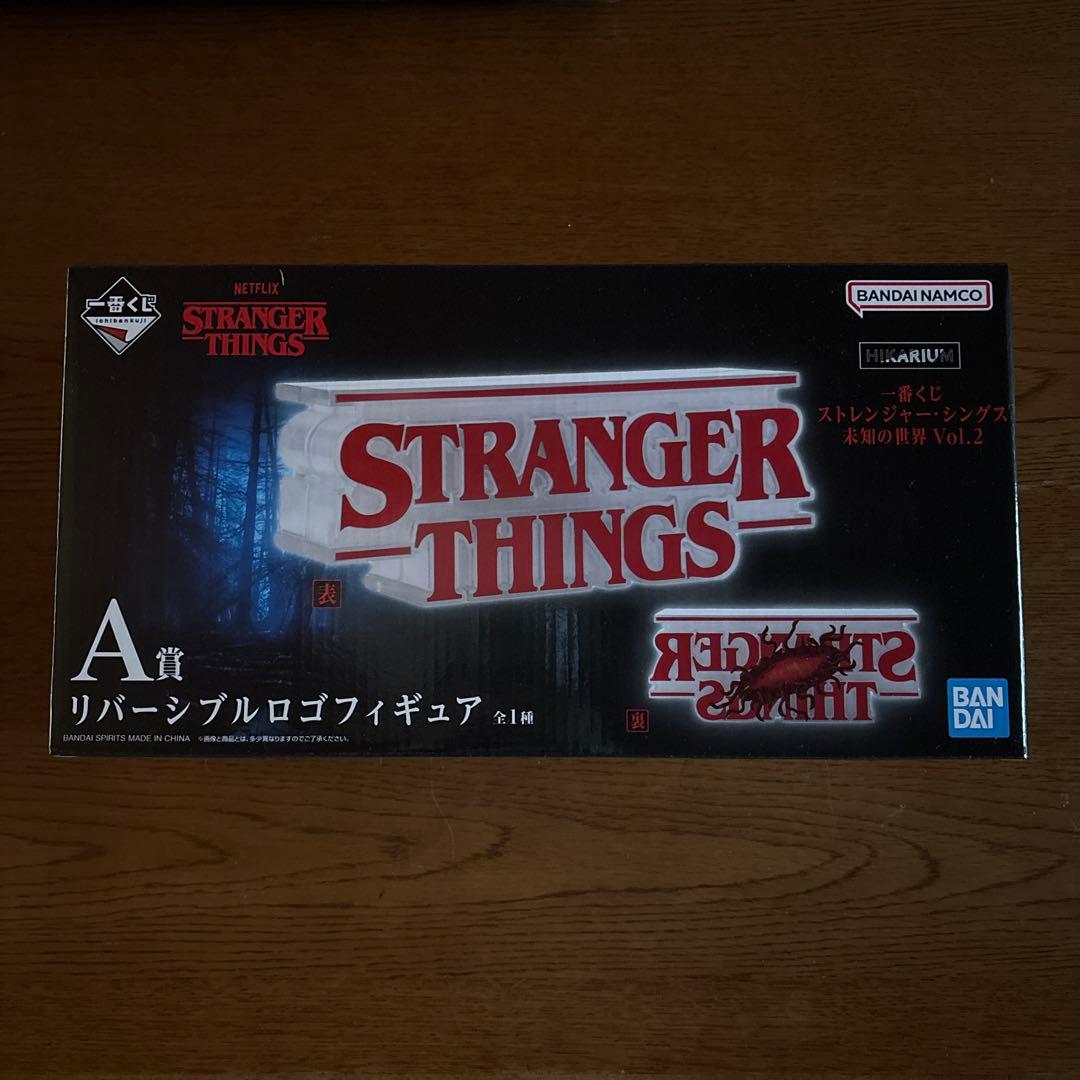 一番くじ
ichibankuji
NETFLIX
STRANGER
THINGS
BANDAI NAMCO
HIKARIUM
一番くじ
ストレンジャー・シングス
未知の世界 Vol.2
STRANGER
THINGS
表
STRANGER
THINGS
裏
A賞
リバーシブルロゴフィギュア 全1種
BANDAI SPIRITS MADE IN CHINA ※画像と商品とは、多少異なりますのでご了承ください。
BAN
DAI